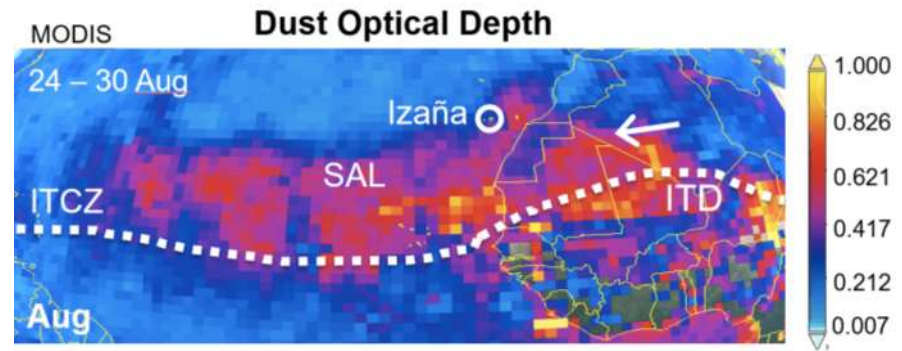 Dust Optical Depth
MODIS
24 – 30 Aug
Izaña
SAL
ITCZ
ITD
Aug
1.000
0.826
0.621
0.417
0.212
0.007